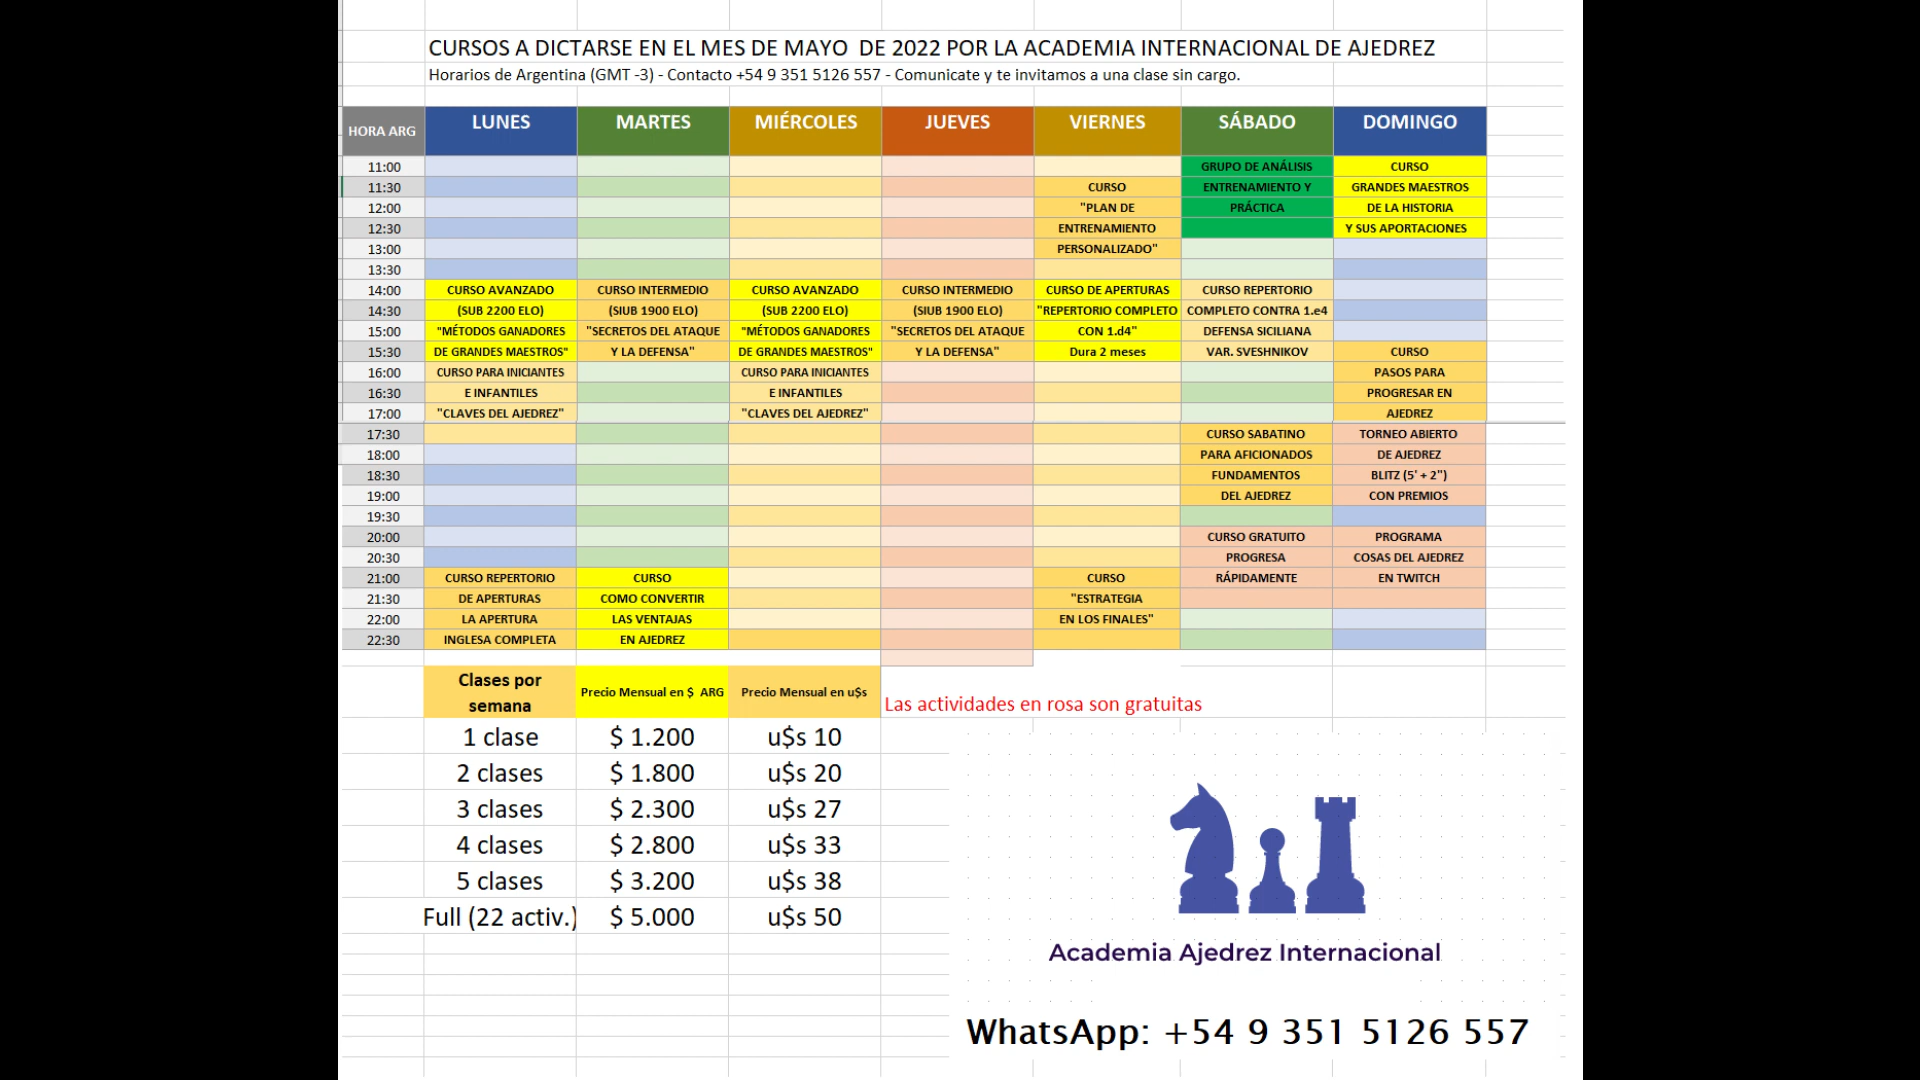 CURSOS A DICTARSE EN EL MES DE MAYO DE 2022 POR LA ACADEMIA INTERNACIONAL DE AJEDREZ
Horarios de Argentina (GMT -3) - Contacto +54 9 351 5126 557 - Comunicate y te invitamos a una clase sin cargo.
HORA ARG LUNES MARTES MIÉRCOLES JUEVES VIERNES SÁBADO DOMINGO
11:00 GRUPO DE ANÁLISIS CURSO
11:30 CURSO ENTRENAMIENTO Y GRANDES MAESTROS
12:00 "PLAN DE PRÁCTICA DE LA HISTORIA
12:30 ENTRENAMIENTO Y SUS APORTACIONES
13:00 PERSONALIZADO"
13:30
14:00 CURSO AVANZADO CURSO INTERMEDIO CURSO AVANZADO CURSO INTERMEDIO CURSO DE APERTURAS CURSO REPERTORIO
14:30 (SUB 2200 ELO) (SIUB 1900 ELO) (SUB 2200 ELO) (SIUB 1900 ELO) "REPERTORIO COMPLETO COMPLETO CONTRA 1.e4
15:00 "MÉTODOS GANADORES "SECRETOS DEL ATAQUE "MÉTODOS GANADORES "SECRETOS DEL ATAQUE CON 1.d4" DEFENSA SICILIANA
15:30 DE GRANDES MAESTROS" Y LA DEFENSA" DE GRANDES MAESTROS" Y LA DEFENSA" Dura 2 meses VAR. SVESHNIKOV CURSO
16:00 CURSO PARA INICIANTES CURSO PARA INICIANTES PASOS PARA
16:30 E INFANTILES E INFANTILES PROGRESAR EN
17:00 "CLAVES DEL AJEDREZ" "CLAVES DEL AJEDREZ" AJEDREZ
17:30 CURSO SABATINO TORNEO ABIERTO
18:00 PARA AFICIONADOS DE AJEDREZ
18:30 FUNDAMENTOS BLITZ (5' + 2")
19:00 DEL AJEDREZ CON PREMIOS
19:30
20:00 CURSO GRATUITO PROGRAMA
20:30 PROGRESA COSAS DEL AJEDREZ
21:00 CURSO REPERTORIO CURSO CURSO RÁPIDAMENTE EN TWITCH
21:30 DE APERTURAS COMO CONVERTIR "ESTRATEGIA
22:00 LA APERTURA LAS VENTAJAS EN LOS FINALES"
22:30 INGLESA COMPLETA EN AJEDREZ
Clases por semana Precio Mensual en $ ARG Precio Mensual en u$s
Las actividades en rosa son gratuitas
1 clase $ 1.200 u$s 10
2 clases $ 1.800 u$s 20
3 clases $ 2.300 u$s 27
4 clases $ 2.800 u$s 33
5 clases $ 3.200 u$s 38
Full (22 activ.) $ 5.000 u$s 50
Academia Ajedrez Internacional
WhatsApp: +54 9 351 5126 557